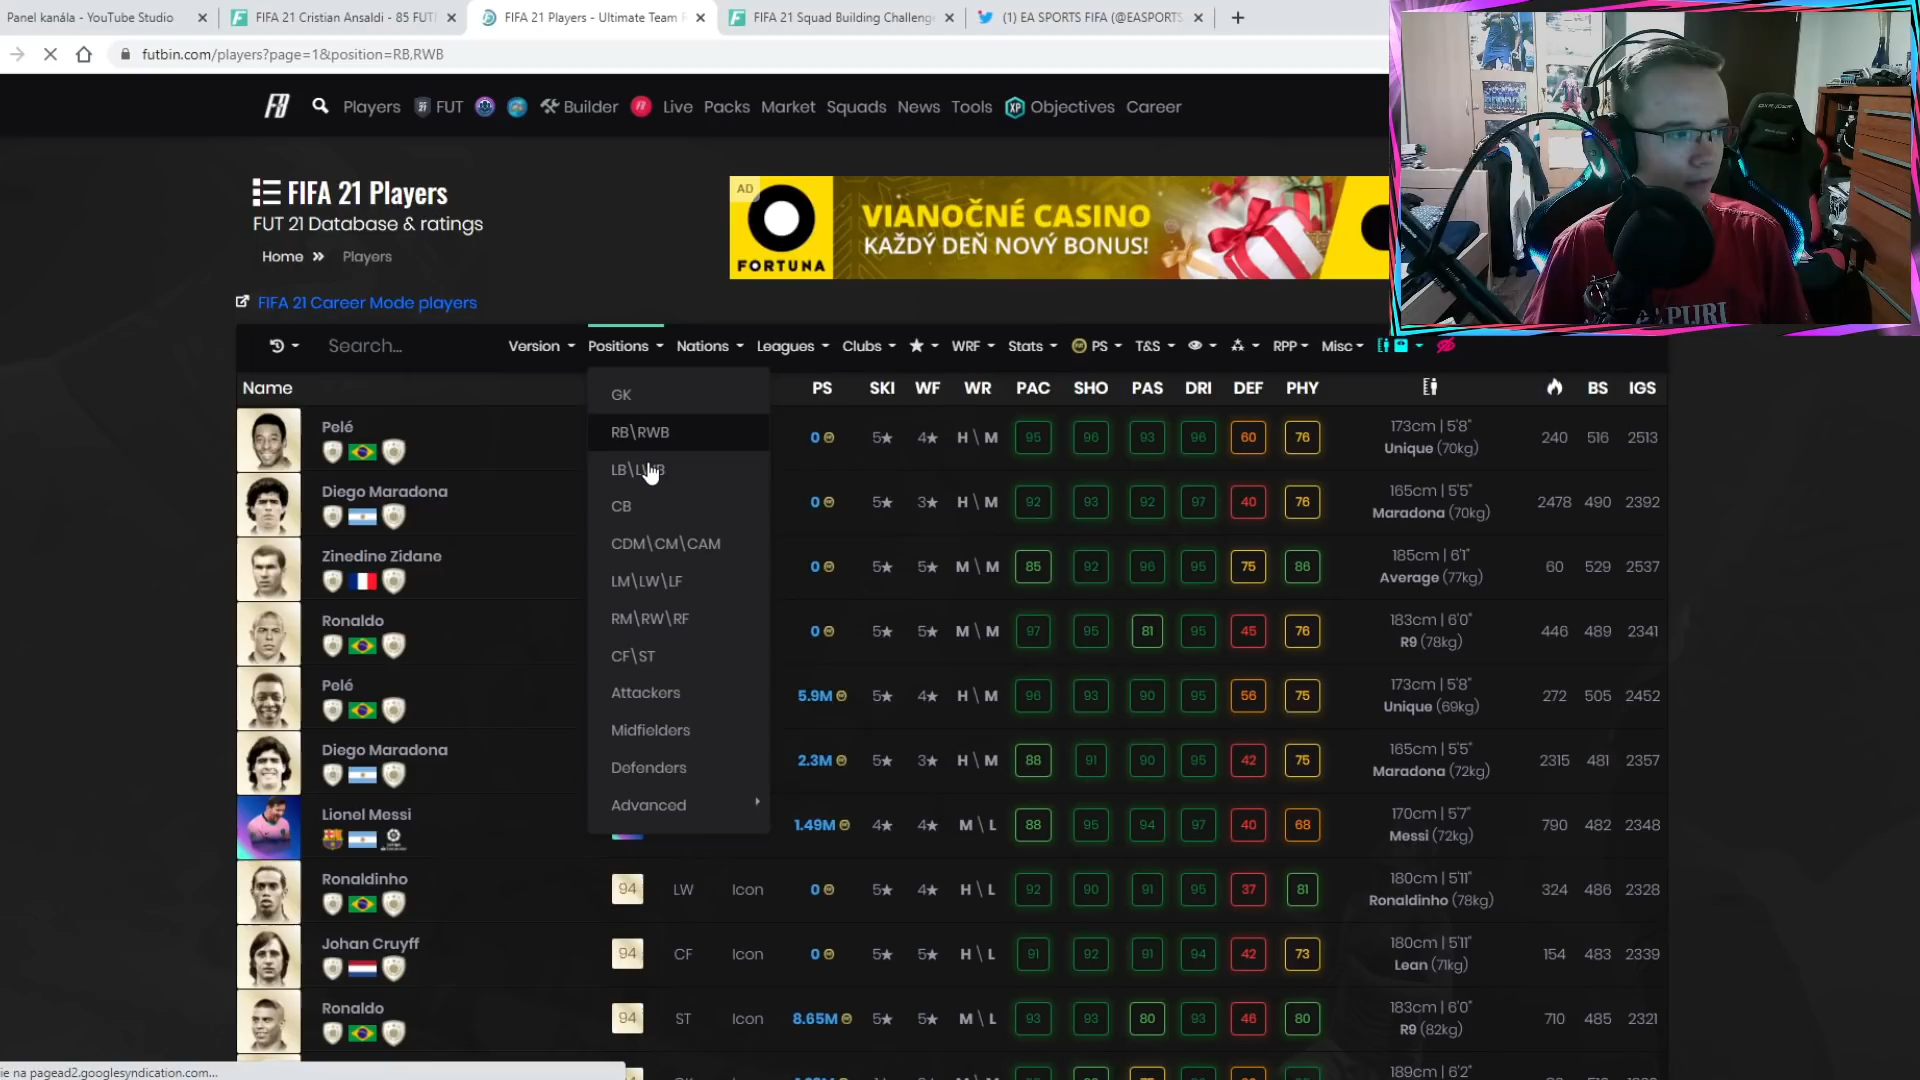 Panel kanála - YouTube Studio
FIFA 21 Cristian Ansaldi - 85 FUT
FIFA 21 Players - Ultimate Team
FIFA 21 Squad Building Challenge
(1) EA SPORTS FIFA (@EASPORTS
futbin.com/players?page=1&position=RB,RWB
Players FUT Builder Live Packs Market Squads News Tools XP Objectives Career
FIFA 21 Players
FUT 21 Database & ratings
Home » Players
AD
FORTUNA
VIANOČNÉ CASINO
KAŽDÝ DEŇ NOVÝ BONUS!
FIFA 21 Career Mode players
Search... Version Positions Nations Leagues Clubs WRF Stats PS T&S RPP Misc
Name PS SKI WF WR PAC SHO PAS DRI DEF PHY BS IGS
GK
RB\RWB
CB
CDM\CM\CAM
LM\LW\LF
RM\RW\RF
CF\ST
Attackers
Midfielders
Defenders
Advanced
Pelé 0 5★ 4★ H \ M 95 96 93 96 60 76 173cm | 5'8" 240 516 2513
Unique (70kg)
Diego Maradona 0 5★ 3★ H \ M 92 93 92 97 40 76 165cm | 5'5" 2478 490 2392
Maradona (70kg)
Zinedine Zidane 0 5★ 5★ M \ M 85 92 96 95 75 86 185cm | 6'1" 60 529 2537
Average (77kg)
Ronaldo 0 5★ 5★ M \ M 97 95 81 95 45 76 183cm | 6'0" 446 489 2341
R9 (78kg)
Pelé 5.9M 5★ 4★ H \ M 96 93 90 95 56 75 173cm | 5'8" 272 505 2452
Unique (69kg)
Diego Maradona 2.3M 5★ 3★ H \ M 88 91 90 95 42 75 165cm | 5'5" 2315 481 2357
Maradona (72kg)
Lionel Messi 1.49M 4★ 4★ M \ L 88 95 94 97 40 68 170cm | 5'7" 790 482 2348
Messi (72kg)
Ronaldinho 94 LW Icon 0 5★ 4★ H \ L 92 90 91 95 37 81 180cm | 5'11" 324 486 2328
Ronaldinho (78kg)
Johan Cruyff 94 CF Icon 0 5★ 5★ H \ L 91 92 91 94 42 73 180cm | 5'11" 154 483 2339
Lean (71kg)
Ronaldo 94 ST Icon 8.65M 5★ 5★ M \ L 93 93 80 93 46 80 183cm | 6'0" 710 485 2321
R9 (82kg)
189cm | 6'2"
ie na pagead2.googlesyndication.com...